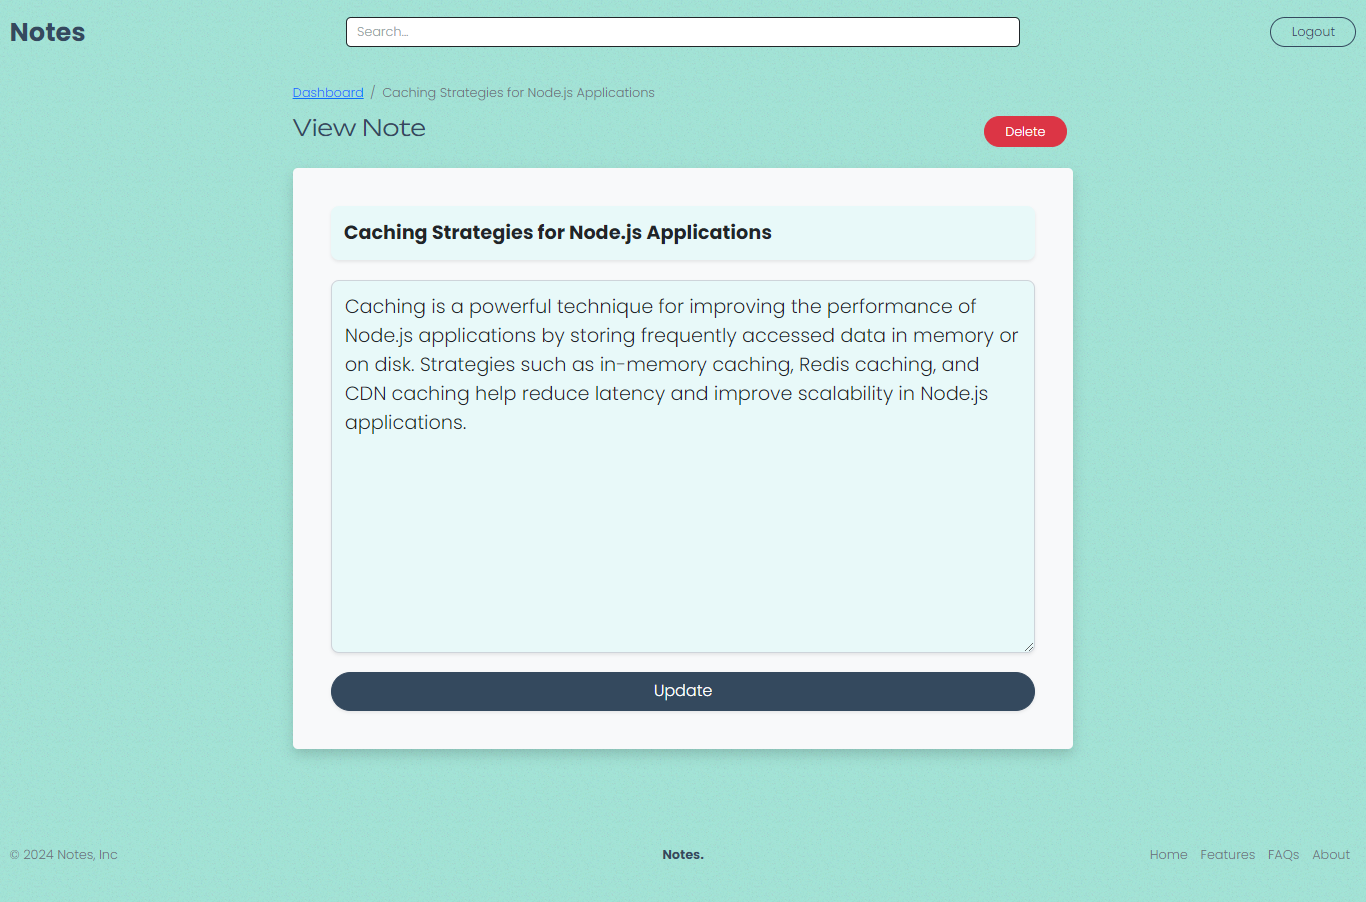 Notes
Search...
Logout
Dashboard / Caching Strategies for Node.js Applications
View Note
Delete
Caching Strategies for Node.js Applications
Caching is a powerful technique for improving the performance of
Node.js applications by storing frequently accessed data in memory or
on disk. Strategies such as in-memory caching, Redis caching, and
CDN caching help reduce latency and improve scalability in Node.js
applications.
Update
© 2024 Notes, Inc
Notes.
Home Features FAQs About